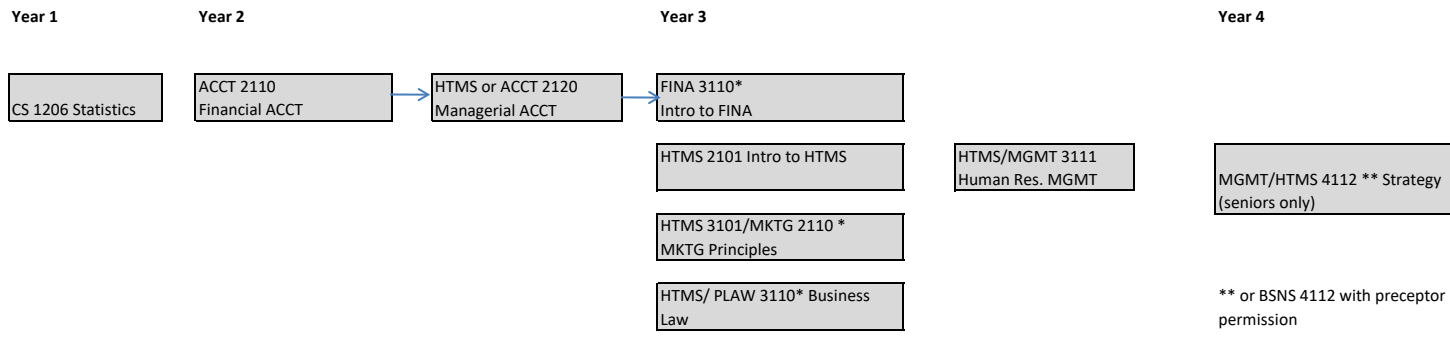 Year 1
Year 2
Year 3
Year 4
CS 1206 Statistics
ACCT 2110
Financial ACCT
HTMS or ACCT 2120
Managerial ACCT
FINA 3110*
Intro to FINA
HTMS 2101 Intro to HTMS
HTMS/MGMT 3111
Human Res. MGMT
MGMT/HTMS 4112 ** Strategy
(seniors only)
HTMS 3101/MKTG 2110 *
MKTG Principles
HTMS/ PLAW 3110* Business
Law
** or BSNS 4112 with preceptor
permission